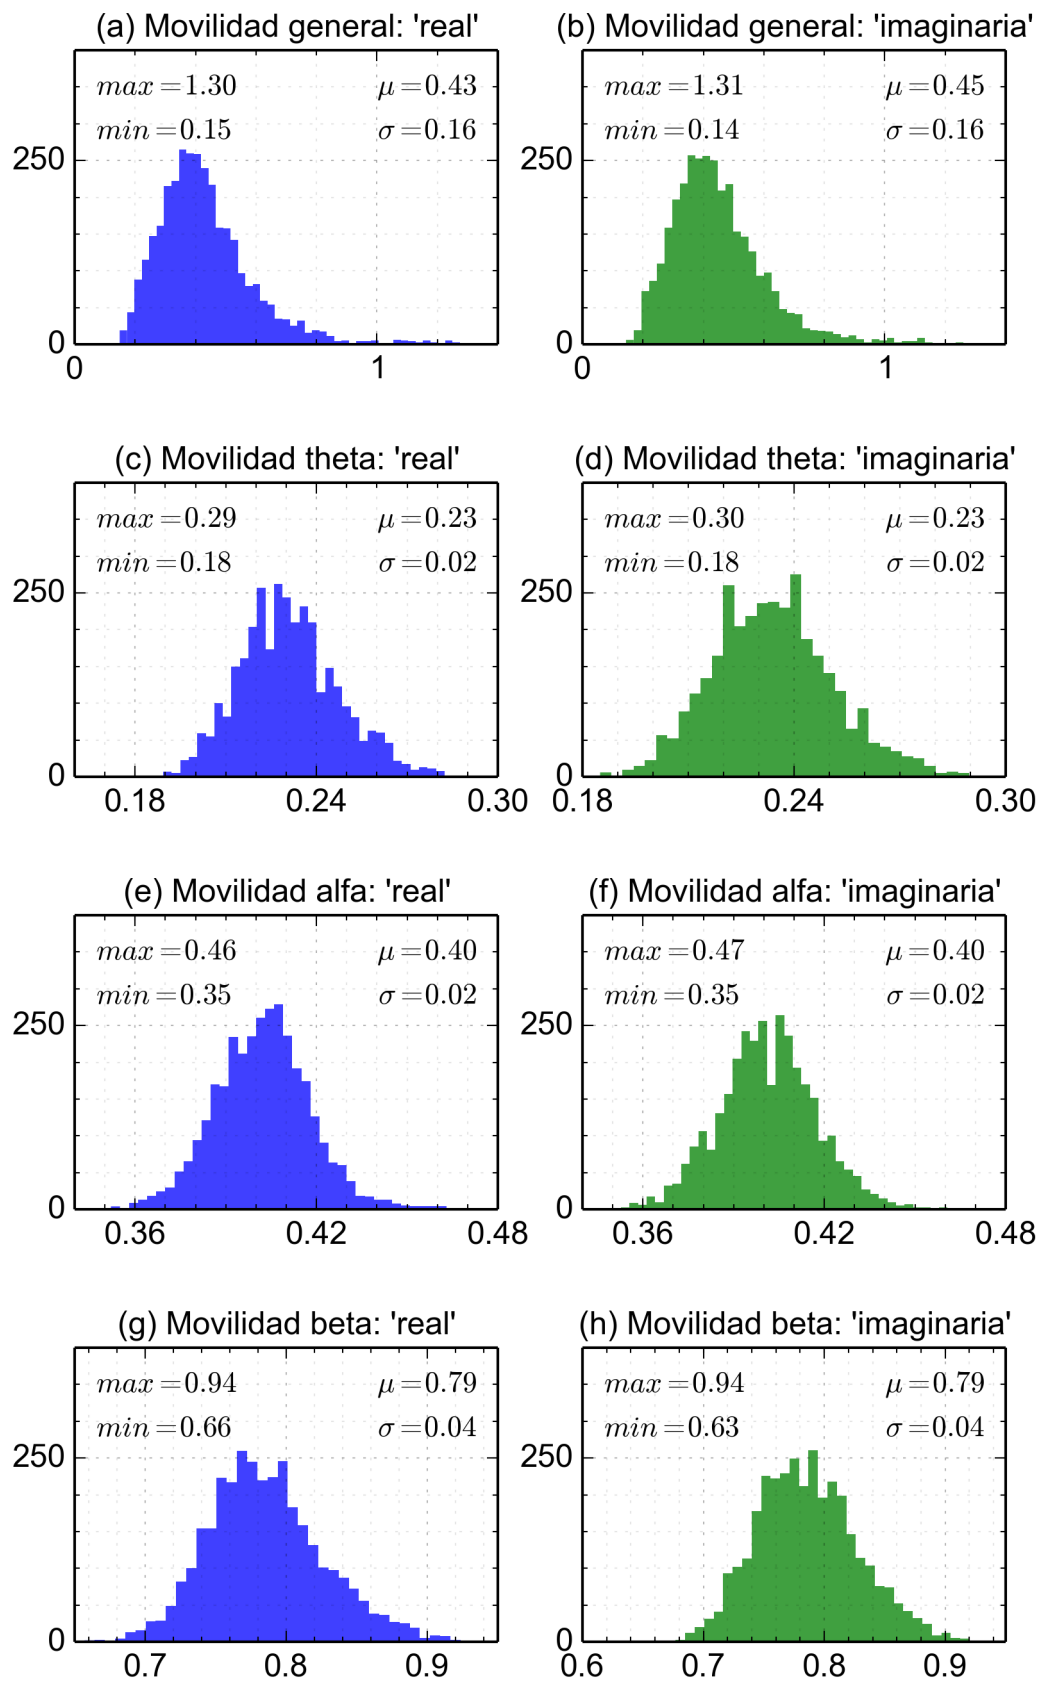 (a) Movilidad general: 'real'
(b) Movilidad general: 'imaginaria'
max=1.30 μ=0.43
min=0.15 σ=0.16
250
0
0 1
max=1.31 μ=0.45
min=0.14 σ=0.16
250
0
0 1
(c) Movilidad theta: 'real'
(d) Movilidad theta: 'imaginaria'
max=0.29 μ=0.23
min=0.18 σ=0.02
250
0
0.18 0.24 0.30
max=0.30 μ=0.23
min=0.18 σ=0.02
250
0
0.18 0.24 0.30
(e) Movilidad alfa: 'real'
(f) Movilidad alfa: 'imaginaria'
max=0.46 μ=0.40
min=0.35 σ=0.02
250
0
0.36 0.42 0.48
max=0.47 μ=0.40
min=0.35 σ=0.02
250
0
0.36 0.42 0.48
(g) Movilidad beta: 'real'
(h) Movilidad beta: 'imaginaria'
max=0.94 μ=0.79
min=0.66 σ=0.04
250
0
0.7 0.8 0.9
max=0.94 μ=0.79
min=0.63 σ=0.04
250
0
0.6 0.7 0.8 0.9